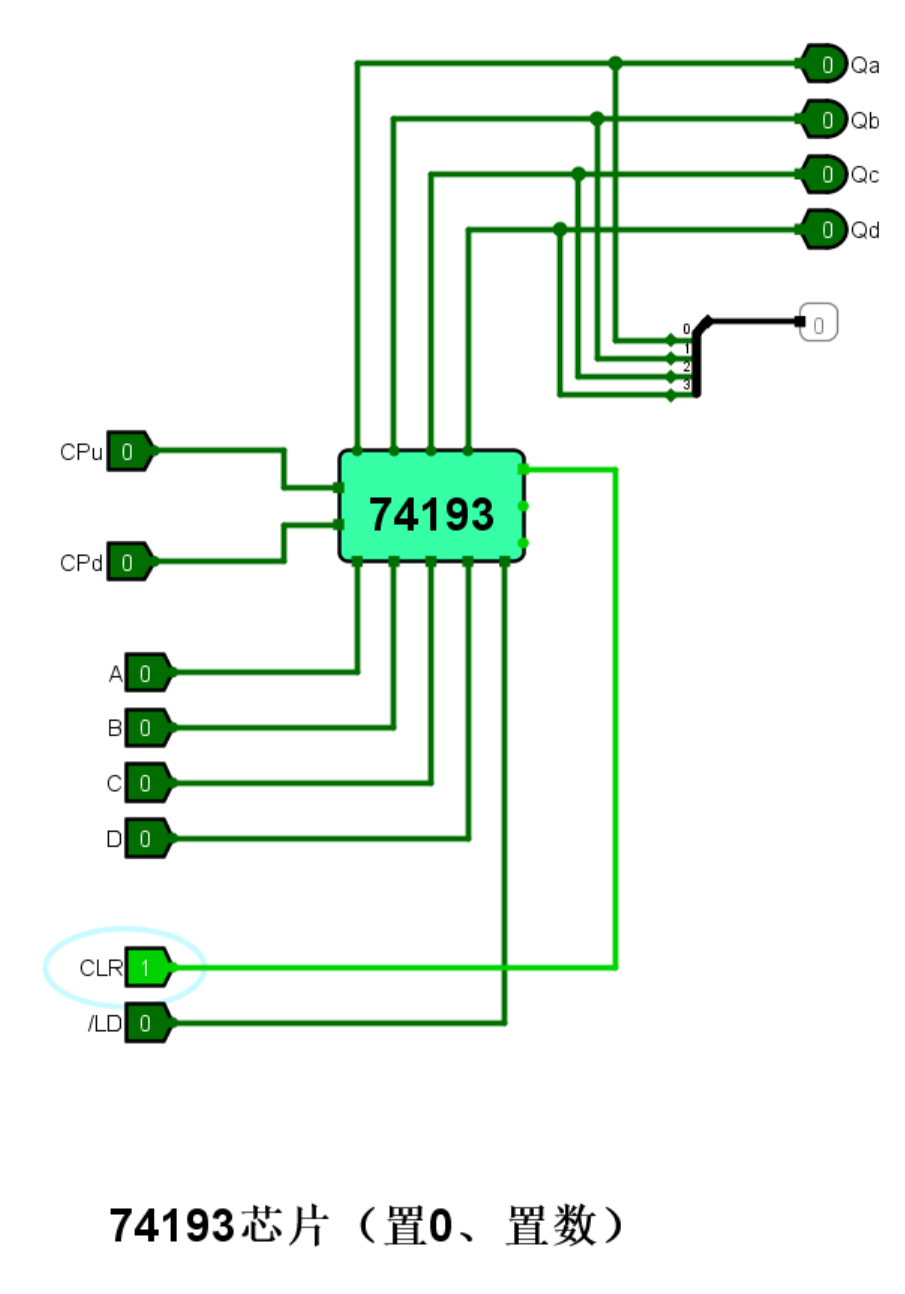 0 Qa
0 Qb
0 Qc
0 Qd
0
0
1
2
3
CPu 0
74193
CPd 0
A 0
B 0
C 0
D 0
CLR 1
/LD 0
74193芯片（置0、置数）